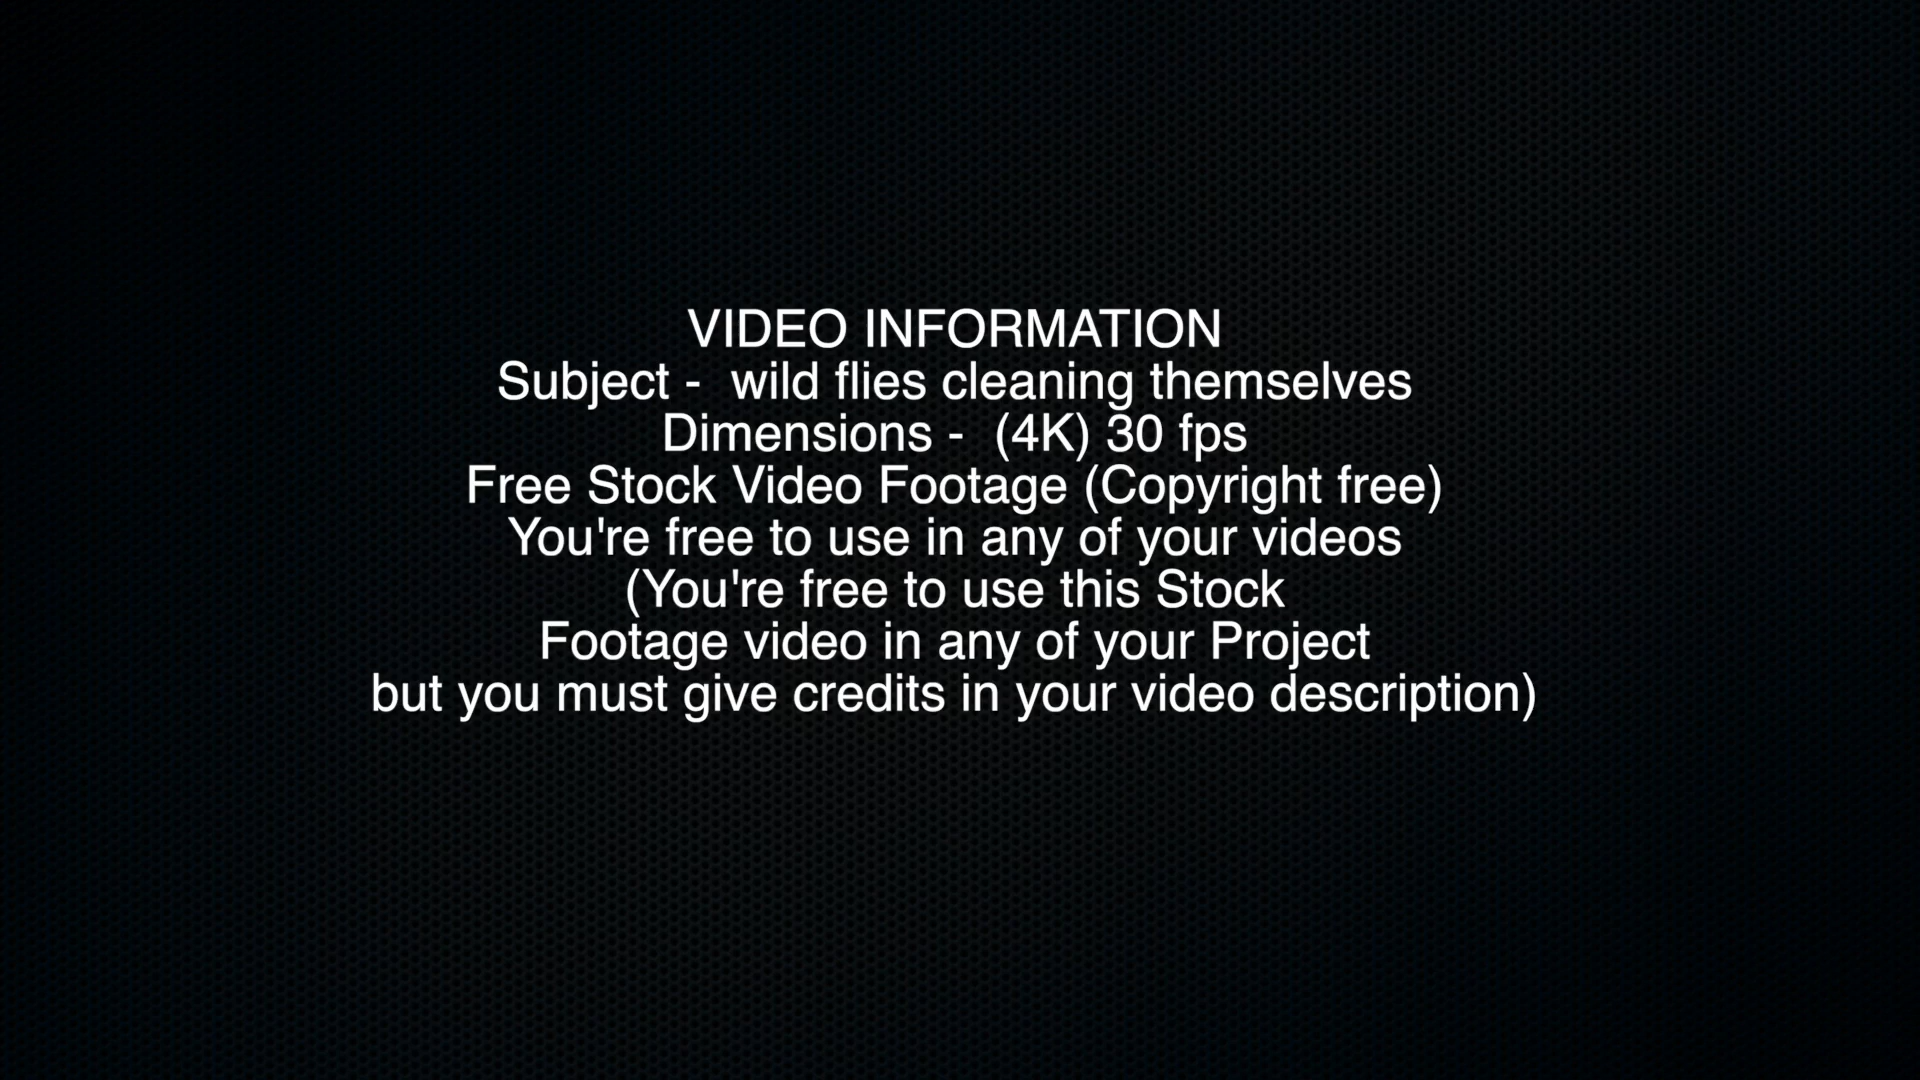 VIDEO INFORMATION
Subject -  wild flies cleaning themselves
Dimensions -  (4K) 30 fps
Free Stock Video Footage (Copyright free)
You're free to use in any of your videos
(You're free to use this Stock
Footage video in any of your Project
but you must give credits in your video description)